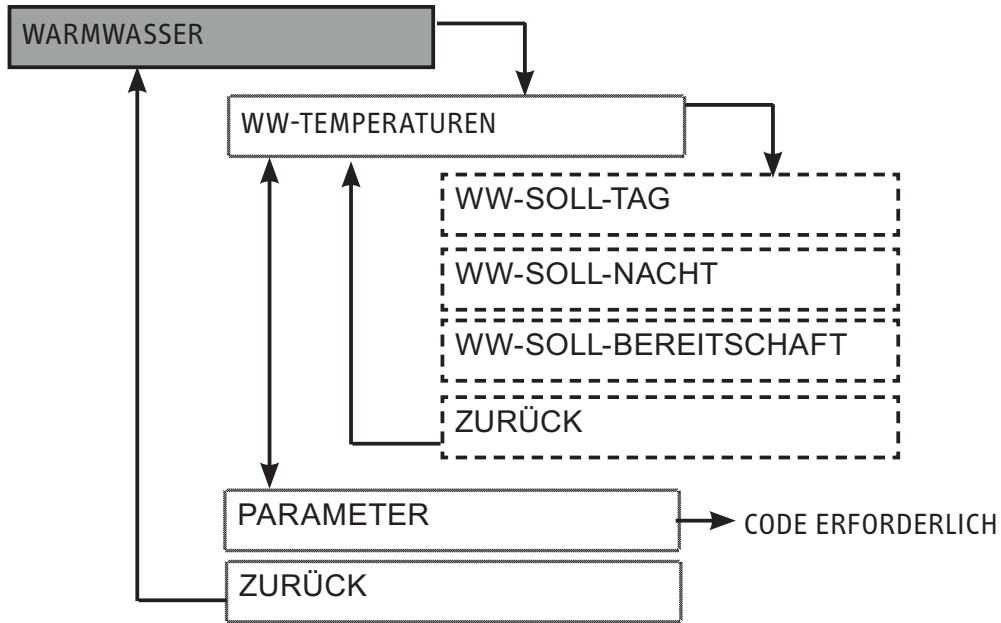 WARMWASSER
WW-TEMPERATUREN
WW-SOLL-TAG
WW-SOLL-NACHT
WW-SOLL-BEREITSCHAFT
ZURÜCK
PARAMETER
CODE ERFORDERLICH
ZURÜCK